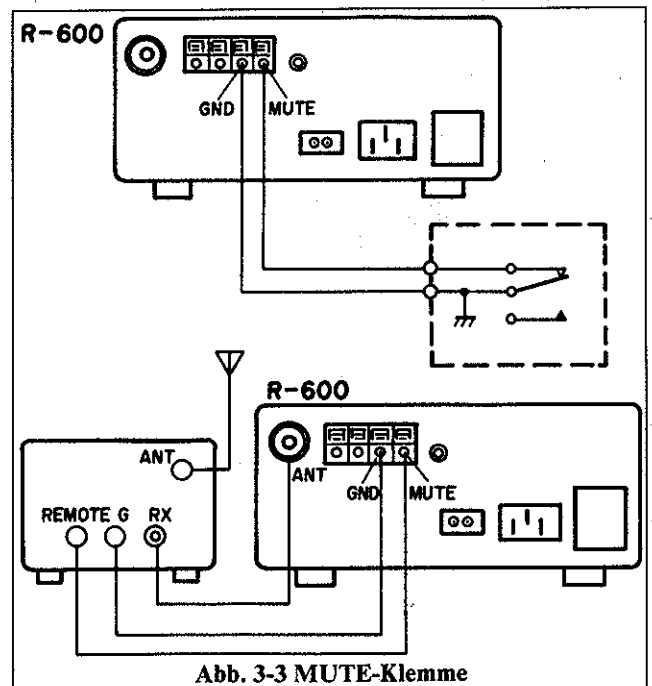 R-600
GND MUTE
R-600
ANT
ANT
GND MUTE
REMOTE G RX
Abb. 3-3 MUTE-Klemme